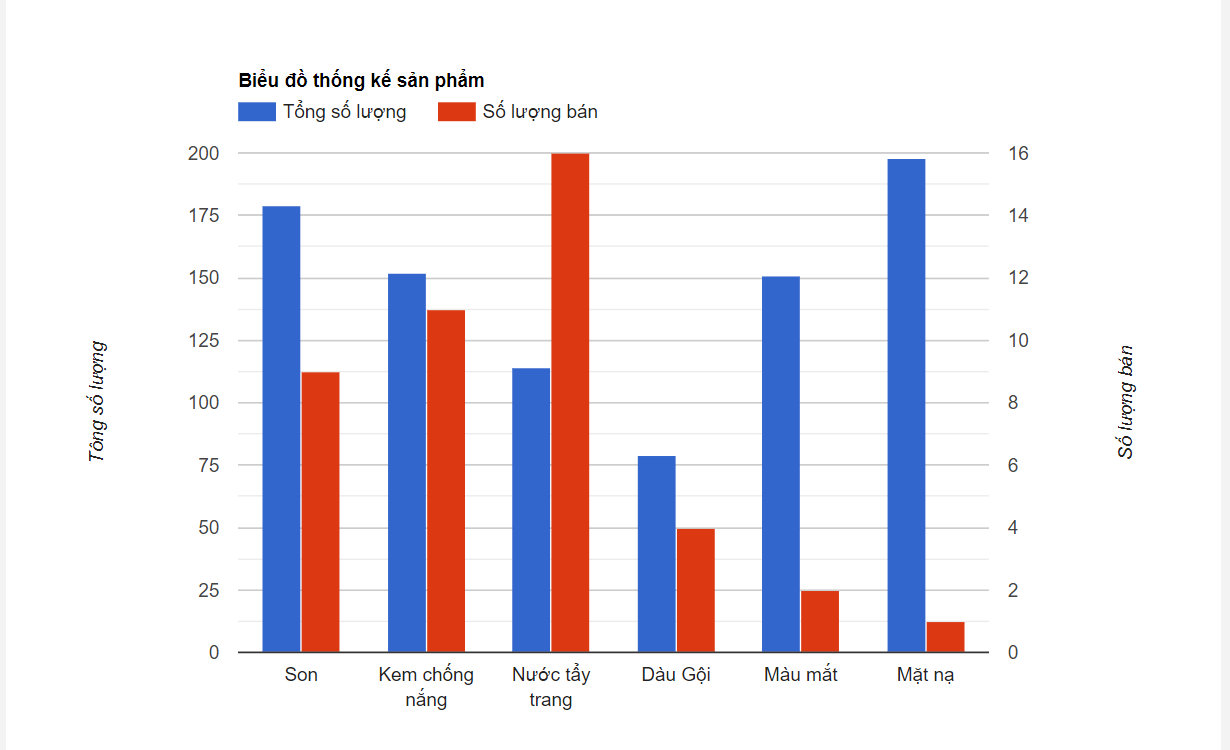 Biểu đồ thống kế sản phẩm
Tổng số lượng Số lượng bán
200 16
175 14
150 12
125 10
100 8
75 6
50 4
25 2
0 0
Tổng số lượng
Số lượng bán
Son Kem chống nắng Nước tẩy trang Dàu Gội Màu mắt Mặt nạ